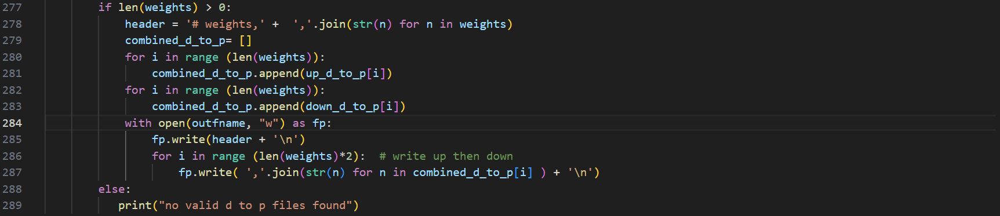 277 if len(weights) > 0:
278 header = '# weights,' +  ','.join(str(n) for n in weights)
279 combined_d_to_p= []
280 for i in range (len(weights)):
281 combined_d_to_p.append(up_d_to_p[i])
282 for i in range (len(weights)):
283 combined_d_to_p.append(down_d_to_p[i])
284 with open(outfname, "w") as fp:
285 fp.write(header + '\n')
286 for i in range (len(weights)*2):  # write up then down
287 fp.write( ','.join(str(n) for n in combined_d_to_p[i] ) + '\n')
288 else:
289 print("no valid d to p files found")